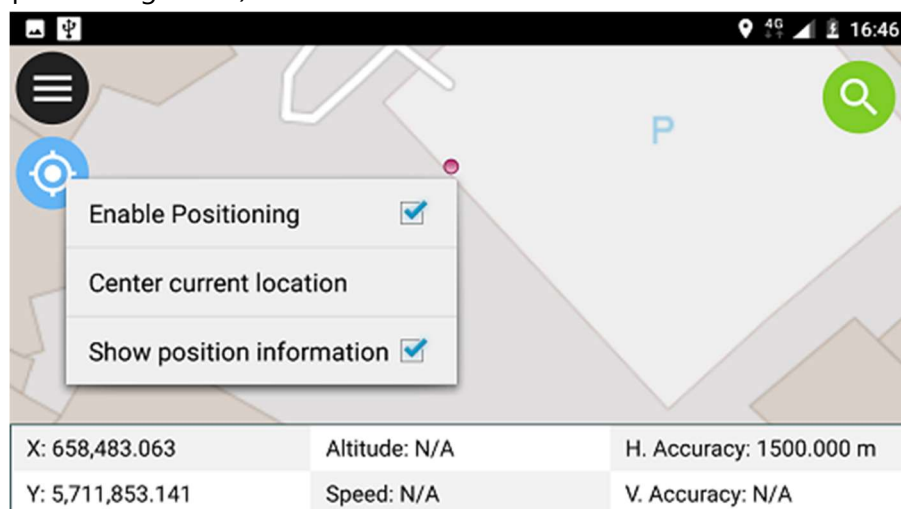 4G 16:46
P
Enable Positioning
Center current location
Show position information
X: 658,483.063 Altitude: N/A H. Accuracy: 1500.000 m
Y: 5,711,853.141 Speed: N/A V. Accuracy: N/A